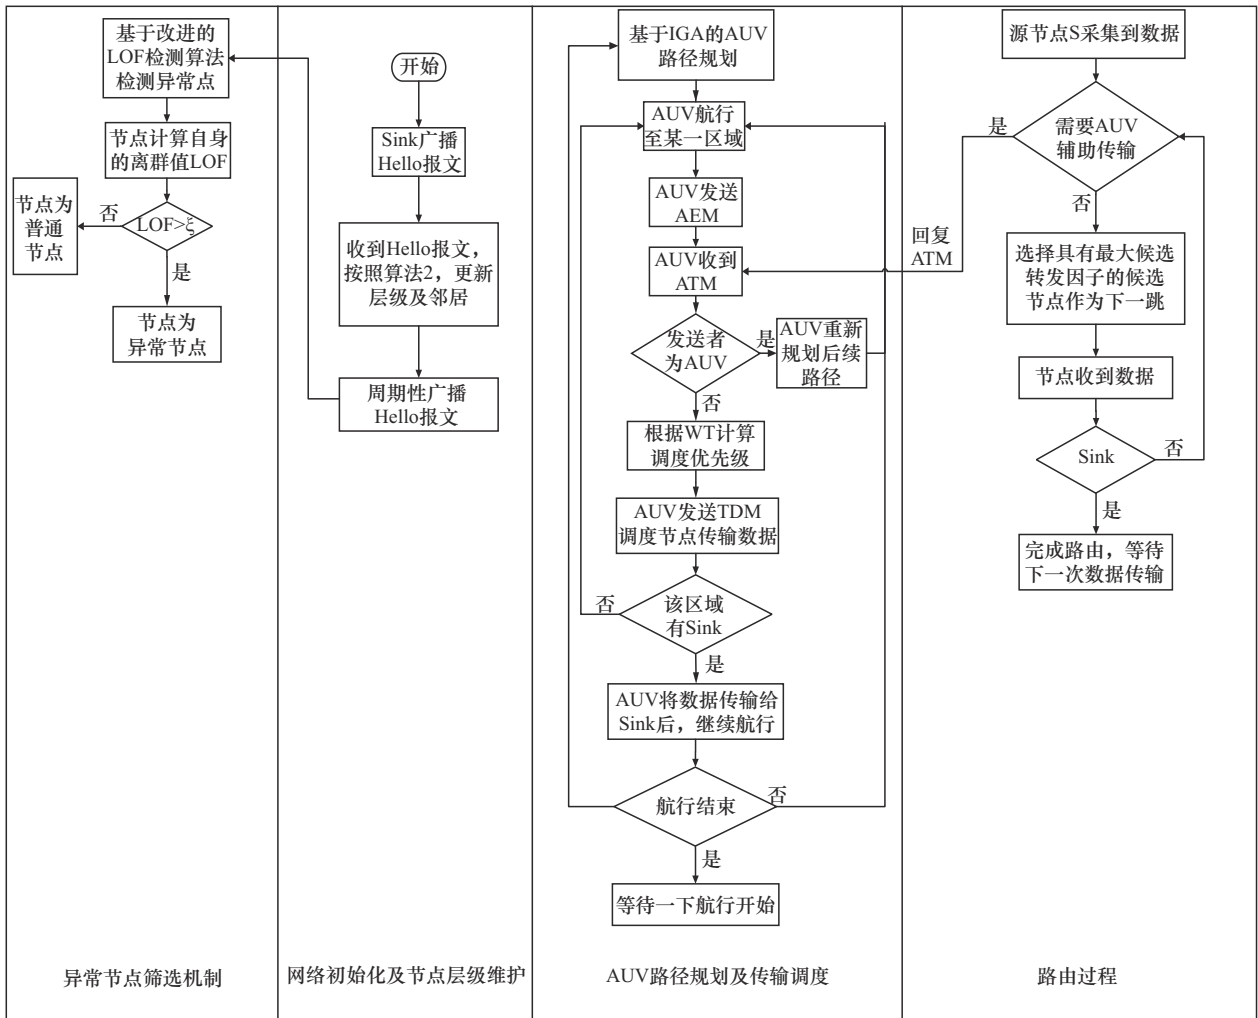 基于改进的
LOF检测算法
检测异常点
节点计算自身
的离群值LOF
LOF>ξ
否
节点为
普通
节点
是
节点为
异常节点
异常节点筛选机制
开始
Sink广播
Hello报文
收到Hello报文，
按照算法2，更新
层级及邻居
周期性广播
Hello报文
网络初始化及节点层级维护
基于IGA的AUV
路径规划
AUV航行
至某一区域
AUV发送
AEM
AUV收到
ATM
发送者
为AUV
是
AUV重新
规划后续
路径
否
根据WT计算
调度优先级
AUV发送TDM
调度节点传输数据
该区域
有Sink
否
是
AUV将数据传输给
Sink后，继续航行
航行结束
否
是
等待一下航行开始
AUV路径规划及传输调度
源节点S采集到数据
需要AUV
辅助传输
是
回复
ATM
否
选择具有最大候选
转发因子的候选
节点作为下一跳
节点收到数据
Sink
否
是
完成路由，等待
下一次数据传输
路由过程